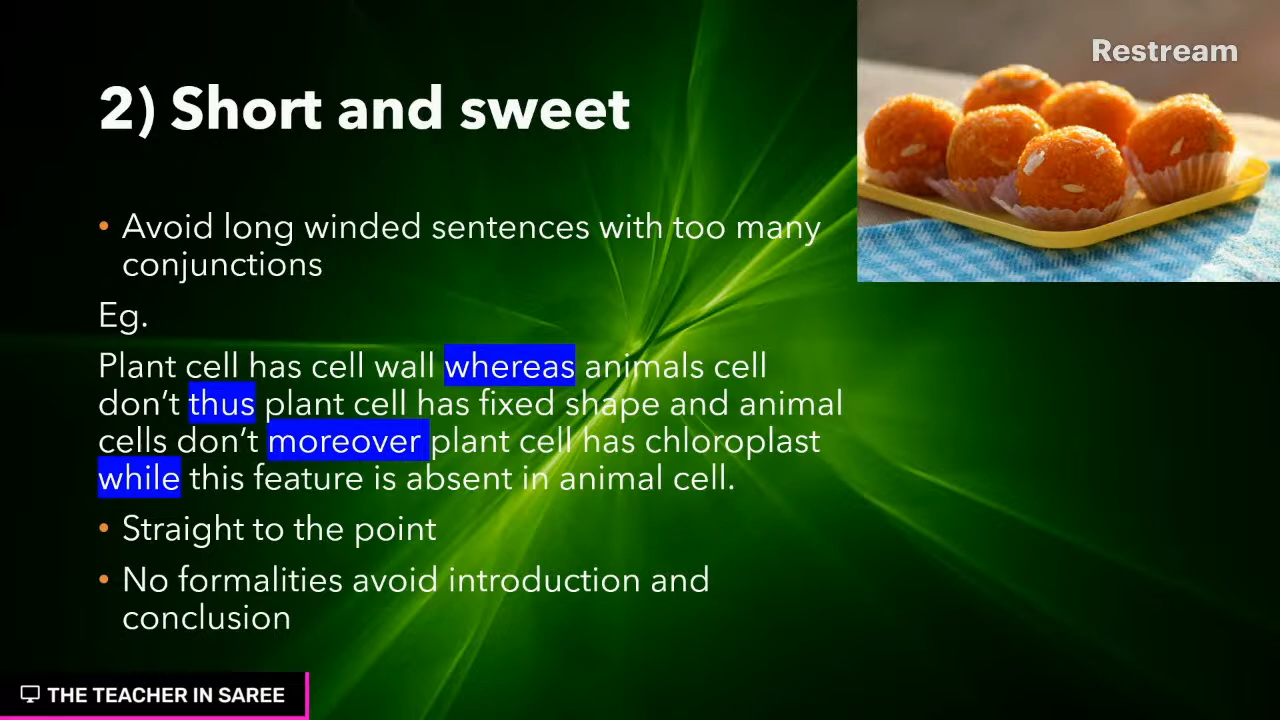 Restream
2) Short and sweet
• Avoid long winded sentences with too many
conjunctions
Eg.
Plant cell has cell wall whereas animals cell
don’t thus plant cell has fixed shape and animal
cells don’t moreover plant cell has chloroplast
while this feature is absent in animal cell.
• Straight to the point
• No formalities avoid introduction and
conclusion
THE TEACHER IN SAREE